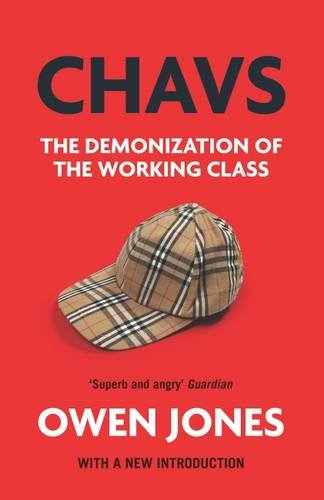 CHAVS
THE DEMONIZATION OF
THE WORKING CLASS
‘Superb and angry’ Guardian
OWEN JONES
WITH A NEW INTRODUCTION